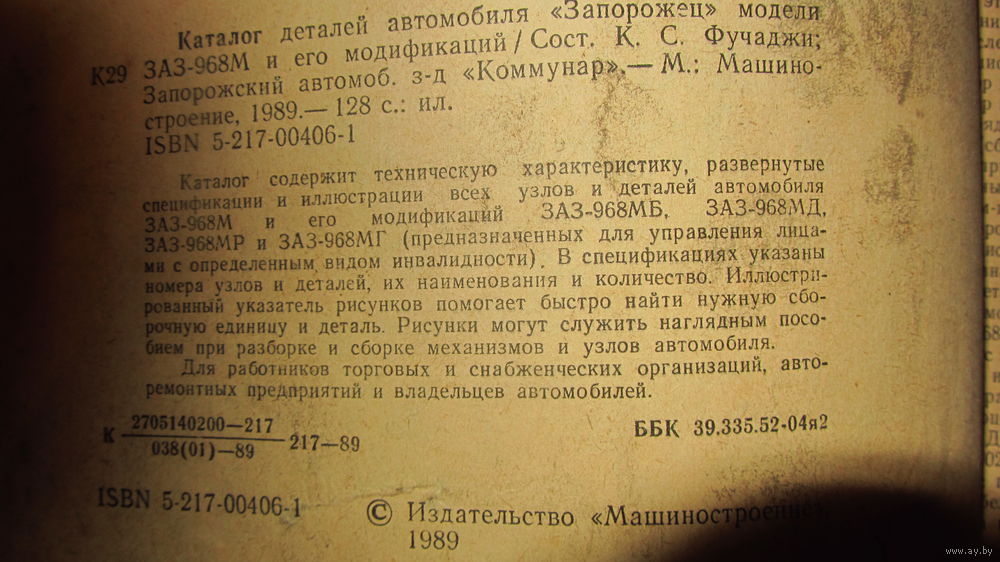 Каталог деталей автомобиля «Запорожец» модели
К29 ЗАЗ-968М и его модификаций / Сост. К. С. Фучаджи;
Запорожский автомоб. з-д «Коммунар». — М.: Машино-
строение, 1989.— 128 с.: ил.
ISBN 5-217-00406-1
Каталог содержит техническую характеристику, развернутые
спецификации и иллюстрации всех узлов и деталей автомобиля
ЗАЗ-968М и его модификаций ЗАЗ-968МБ, ЗАЗ-968МД,
ЗАЗ-968МР и ЗАЗ-968МГ (предназначенных для управления лица-
ми с определенным видом инвалидности). В спецификациях указаны
номера узлов и деталей, их наименования и количество. Иллюстри-
рованный указатель рисунков помогает быстро найти нужную сбо-
рочную единицу и деталь. Рисунки могут служить наглядным посо-
бием при разборке и сборке механизмов и узлов автомобиля.
Для работников торговых и снабженческих организаций, авто-
ремонтных предприятий и владельцев автомобилей.
2705140200—217
К 217—89
038(01)—89
ББК 39.335.52-04я2
ISBN 5-217-00406-1
© Издательство «Машиностроение»,
1989
www.ay.by